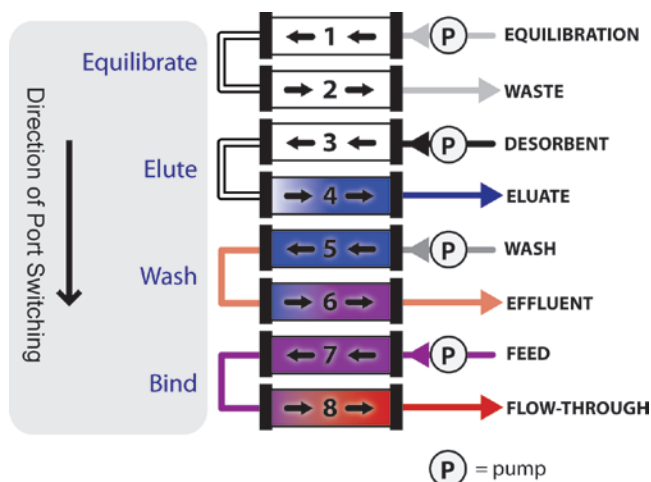 Direction of Port Switching
Equilibrate
1
P
EQUILIBRATION
2
WASTE
Elute
3
P
DESORBENT
4
ELUATE
Wash
5
P
WASH
6
EFFLUENT
Bind
7
P
FEED
8
FLOW-THROUGH
P = pump